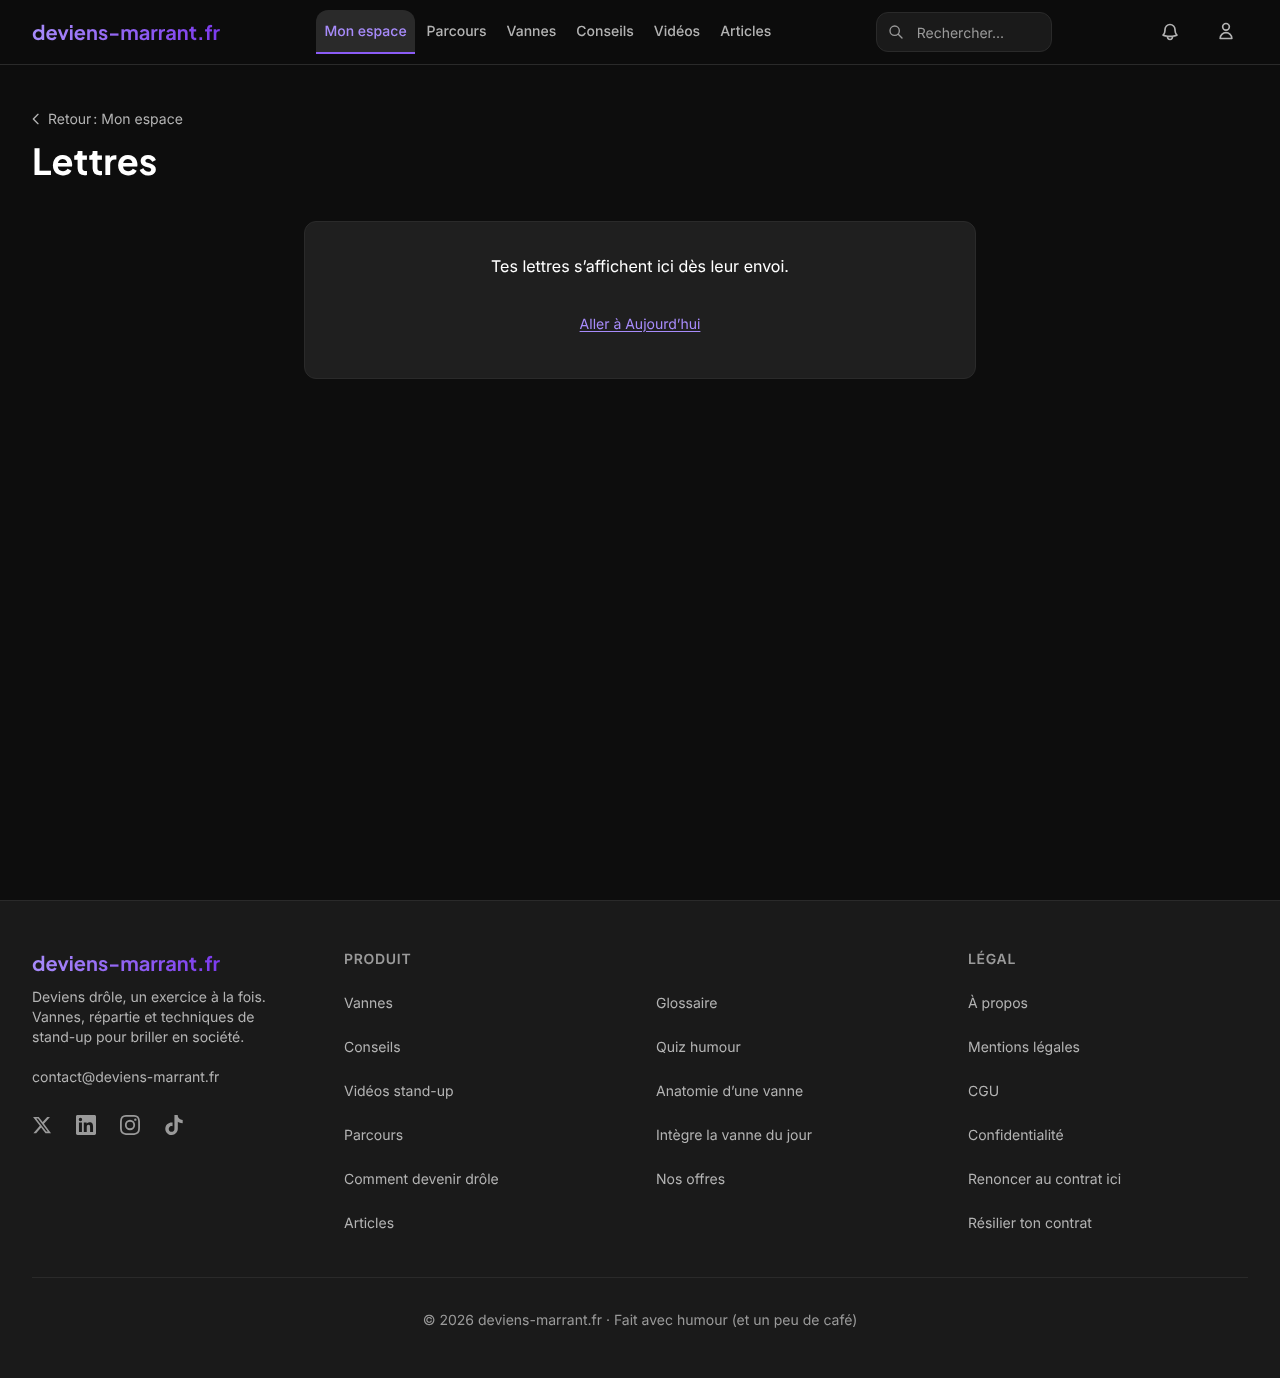 deviens-marrant.fr
Mon espace
Parcours
Vannes
Conseils
Vidéos
Articles
Rechercher...
Retour : Mon espace
Lettres
Tes lettres s’affichent ici dès leur envoi.
Aller à Aujourd’hui
deviens-marrant.fr
Deviens drôle, un exercice à la fois.
Vannes, répartie et techniques de
stand-up pour briller en société.
contact@deviens-marrant.fr
PRODUIT
Vannes
Conseils
Vidéos stand-up
Parcours
Comment devenir drôle
Articles
Glossaire
Quiz humour
Anatomie d’une vanne
Intègre la vanne du jour
Nos offres
LÉGAL
À propos
Mentions légales
CGU
Confidentialité
Renoncer au contrat ici
Résilier ton contrat
© 2026 deviens-marrant.fr · Fait avec humour (et un peu de café)